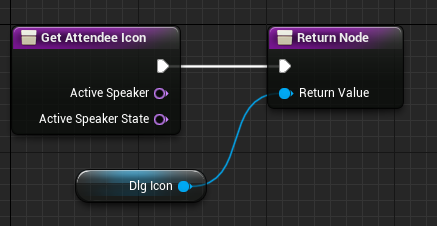 Get Attendee Icon
Return Node
Active Speaker
Return Value
Active Speaker State
Dlg Icon